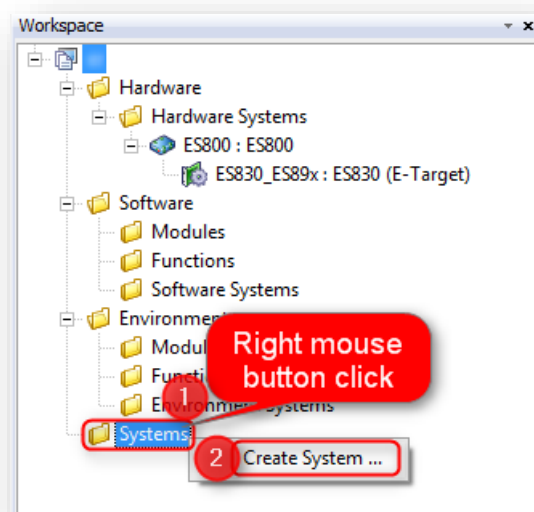 Workspace
Hardware
Hardware Systems
ES800 : ES800
ES830_ES89x : ES830 (E-Target)
Software
Modules
Functions
Software Systems
Right mouse
button click
1
Systems
2
Create System ...